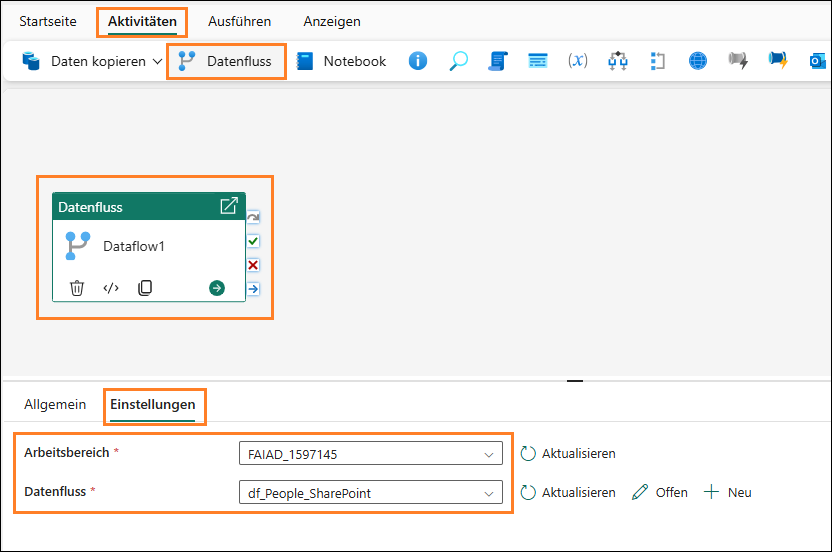 Startseite Aktivitäten Ausführen Anzeigen
Daten kopieren Datenfluss Notebook
Datenfluss
Dataflow1
Allgemein Einstellungen
Arbeitsbereich * FAIAD_1597145 Aktualisieren
Datenfluss * df_People_SharePoint Aktualisieren Offen Neu